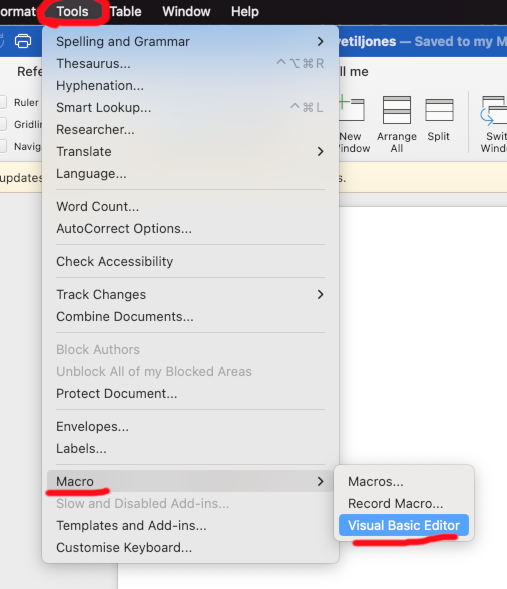 ormat Tools Table Window Help
vetiljones — Saved to my M
Refe
ll me
Ruler
Gridlin
Naviga
New
Window
Arrange
All
Split
Swit
Windo
updates
s.
Spelling and Grammar
Thesaurus... ^⌥⌘R
Hyphenation...
Smart Lookup... ^⌘L
Researcher...
Translate
Language...
Word Count...
AutoCorrect Options...
Check Accessibility
Track Changes
Combine Documents...
Block Authors
Unblock All of my Blocked Areas
Protect Document...
Envelopes...
Labels...
Macro
Slow and Disabled Add-ins...
Templates and Add-ins...
Customise Keyboard...
Macros...
Record Macro...
Visual Basic Editor